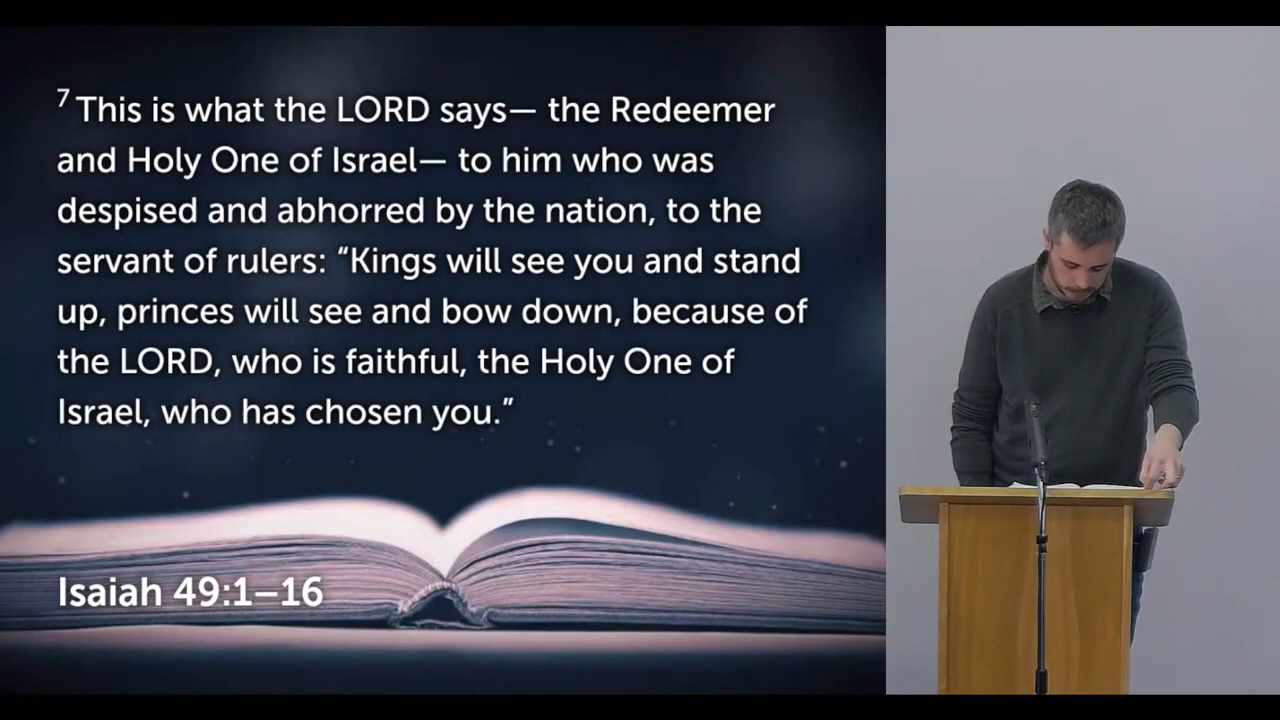 7 This is what the LORD says— the Redeemer
and Holy One of Israel— to him who was
despised and abhorred by the nation, to the
servant of rulers: “Kings will see you and stand
up, princes will see and bow down, because of
the LORD, who is faithful, the Holy One of
Israel, who has chosen you.”
Isaiah 49:1–16